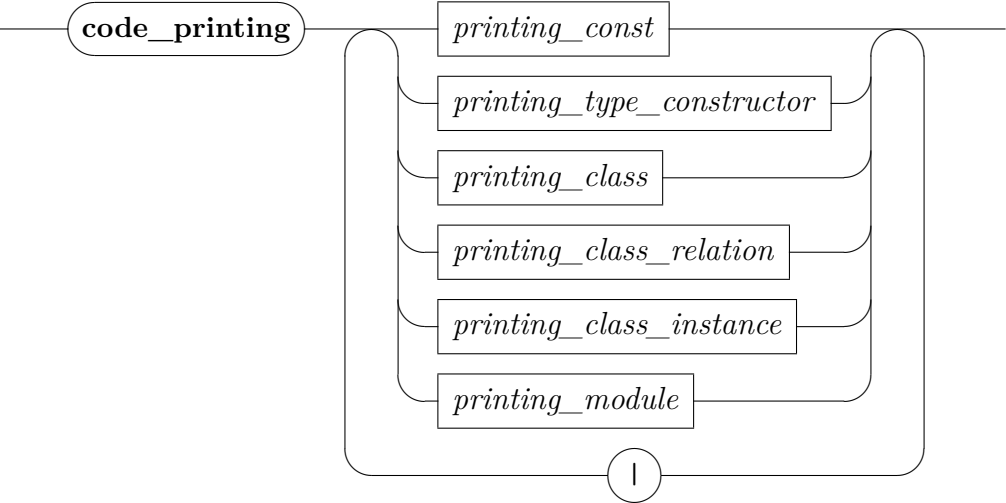 code_printing printing_const
printing_type_constructor
printing_class
printing_class_relation
printing_class_instance
printing_module
|